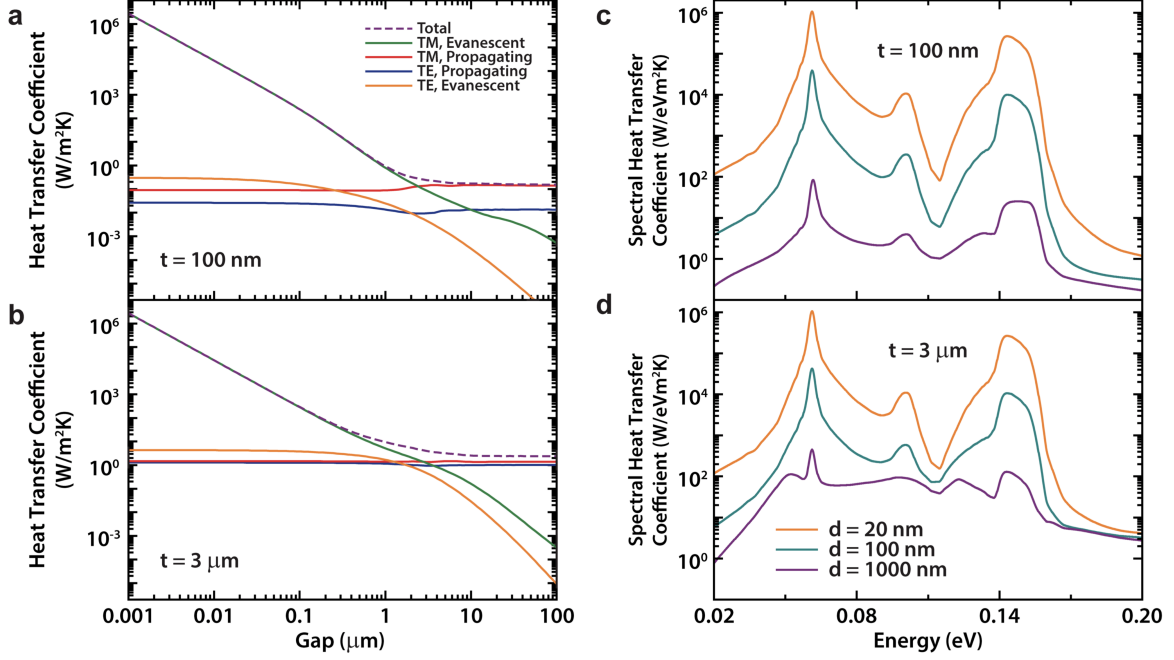 a
Heat Transfer Coefficient
(W/m²K)
10⁶
10³
10⁰
10⁻³
Total
TM, Evanescent
TM, Propagating
TE, Propagating
TE, Evanescent
t = 100 nm
b
Heat Transfer Coefficient
(W/m²K)
10⁶
10³
10⁰
10⁻³
t = 3 μm
0.001
0.01
0.1
1
10
100
Gap (μm)
c
Spectral Heat Transfer
Coefficient (W/eVm²K)
10⁶
10⁴
10²
10⁰
t = 100 nm
d
Spectral Heat Transfer
Coefficient (W/eVm²K)
10⁶
10⁴
10²
10⁰
t = 3 μm
d = 20 nm
d = 100 nm
d = 1000 nm
0.02
0.08
0.14
0.20
Energy (eV)